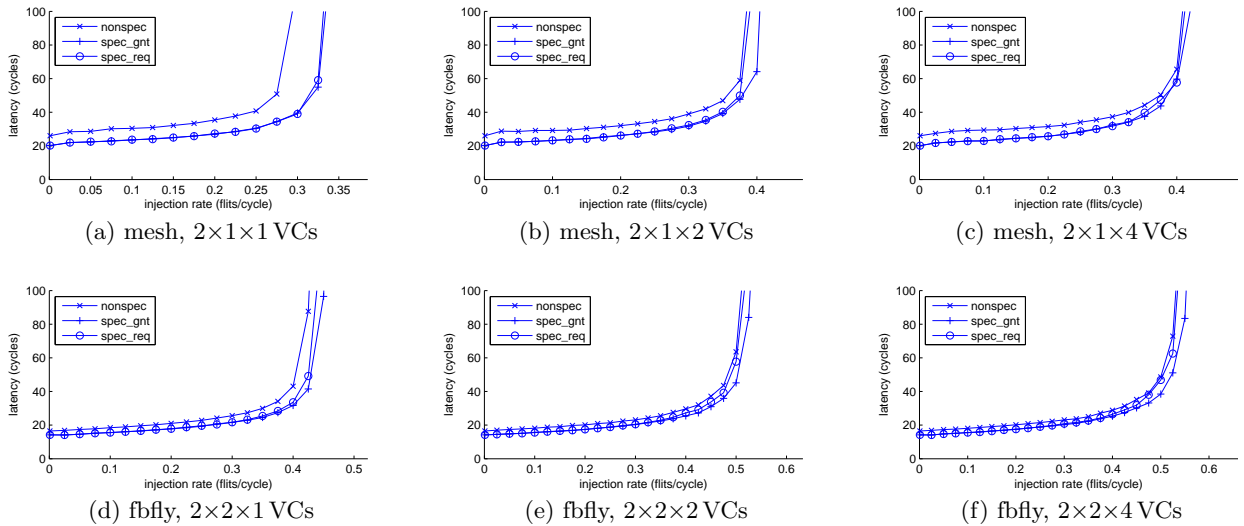 100
80
60
40
20
0
latency (cycles)
nonspec
spec_gnt
spec_req
0 0.05 0.1 0.15 0.2 0.25 0.3 0.35
injection rate (flits/cycle)
(a) mesh, 2×1×1 VCs
100
80
60
40
20
0
latency (cycles)
nonspec
spec_gnt
spec_req
0 0.1 0.2 0.3 0.4
injection rate (flits/cycle)
(b) mesh, 2×1×2 VCs
100
80
60
40
20
0
latency (cycles)
nonspec
spec_gnt
spec_req
0 0.1 0.2 0.3 0.4
injection rate (flits/cycle)
(c) mesh, 2×1×4 VCs
100
80
60
40
20
0
latency (cycles)
nonspec
spec_gnt
spec_req
0 0.1 0.2 0.3 0.4 0.5
injection rate (flits/cycle)
(d) fbfly, 2×2×1 VCs
100
80
60
40
20
0
latency (cycles)
nonspec
spec_gnt
spec_req
0 0.1 0.2 0.3 0.4 0.5 0.6
injection rate (flits/cycle)
(e) fbfly, 2×2×2 VCs
100
80
60
40
20
0
latency (cycles)
nonspec
spec_gnt
spec_req
0 0.1 0.2 0.3 0.4 0.5 0.6
injection rate (flits/cycle)
(f) fbfly, 2×2×4 VCs